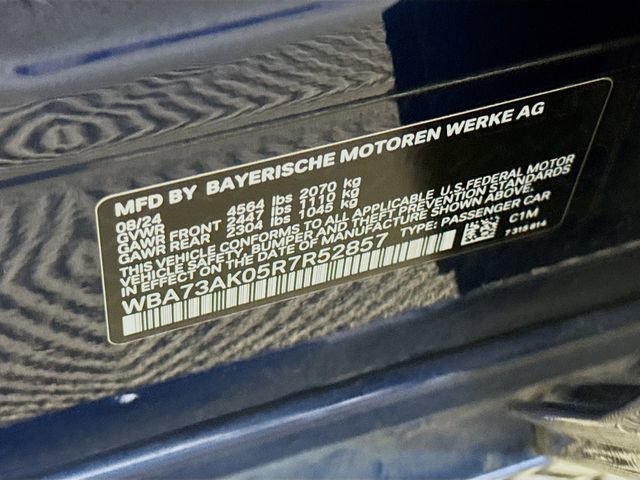 MFD BY BAYERISCHE MOTOREN WERKE AG
08/24
GVWR 4564 lbs 2070 kg
GAWR FRONT 2447 lbs 1110 kg
GAWR REAR 2304 lbs 1045 kg
THIS VEHICLE CONFORMS TO ALL APPLICABLE U.S.FEDERAL MOTOR
VEHICLE SAFETY, BUMPER AND THEFT PREVENTION STANDARDS
IN EFFECT ON THE DATE OF MANUFACTURE SHOWN ABOVE.
WBA73AK05R7R52857 TYPE: PASSENGER CAR
C1M
7315814